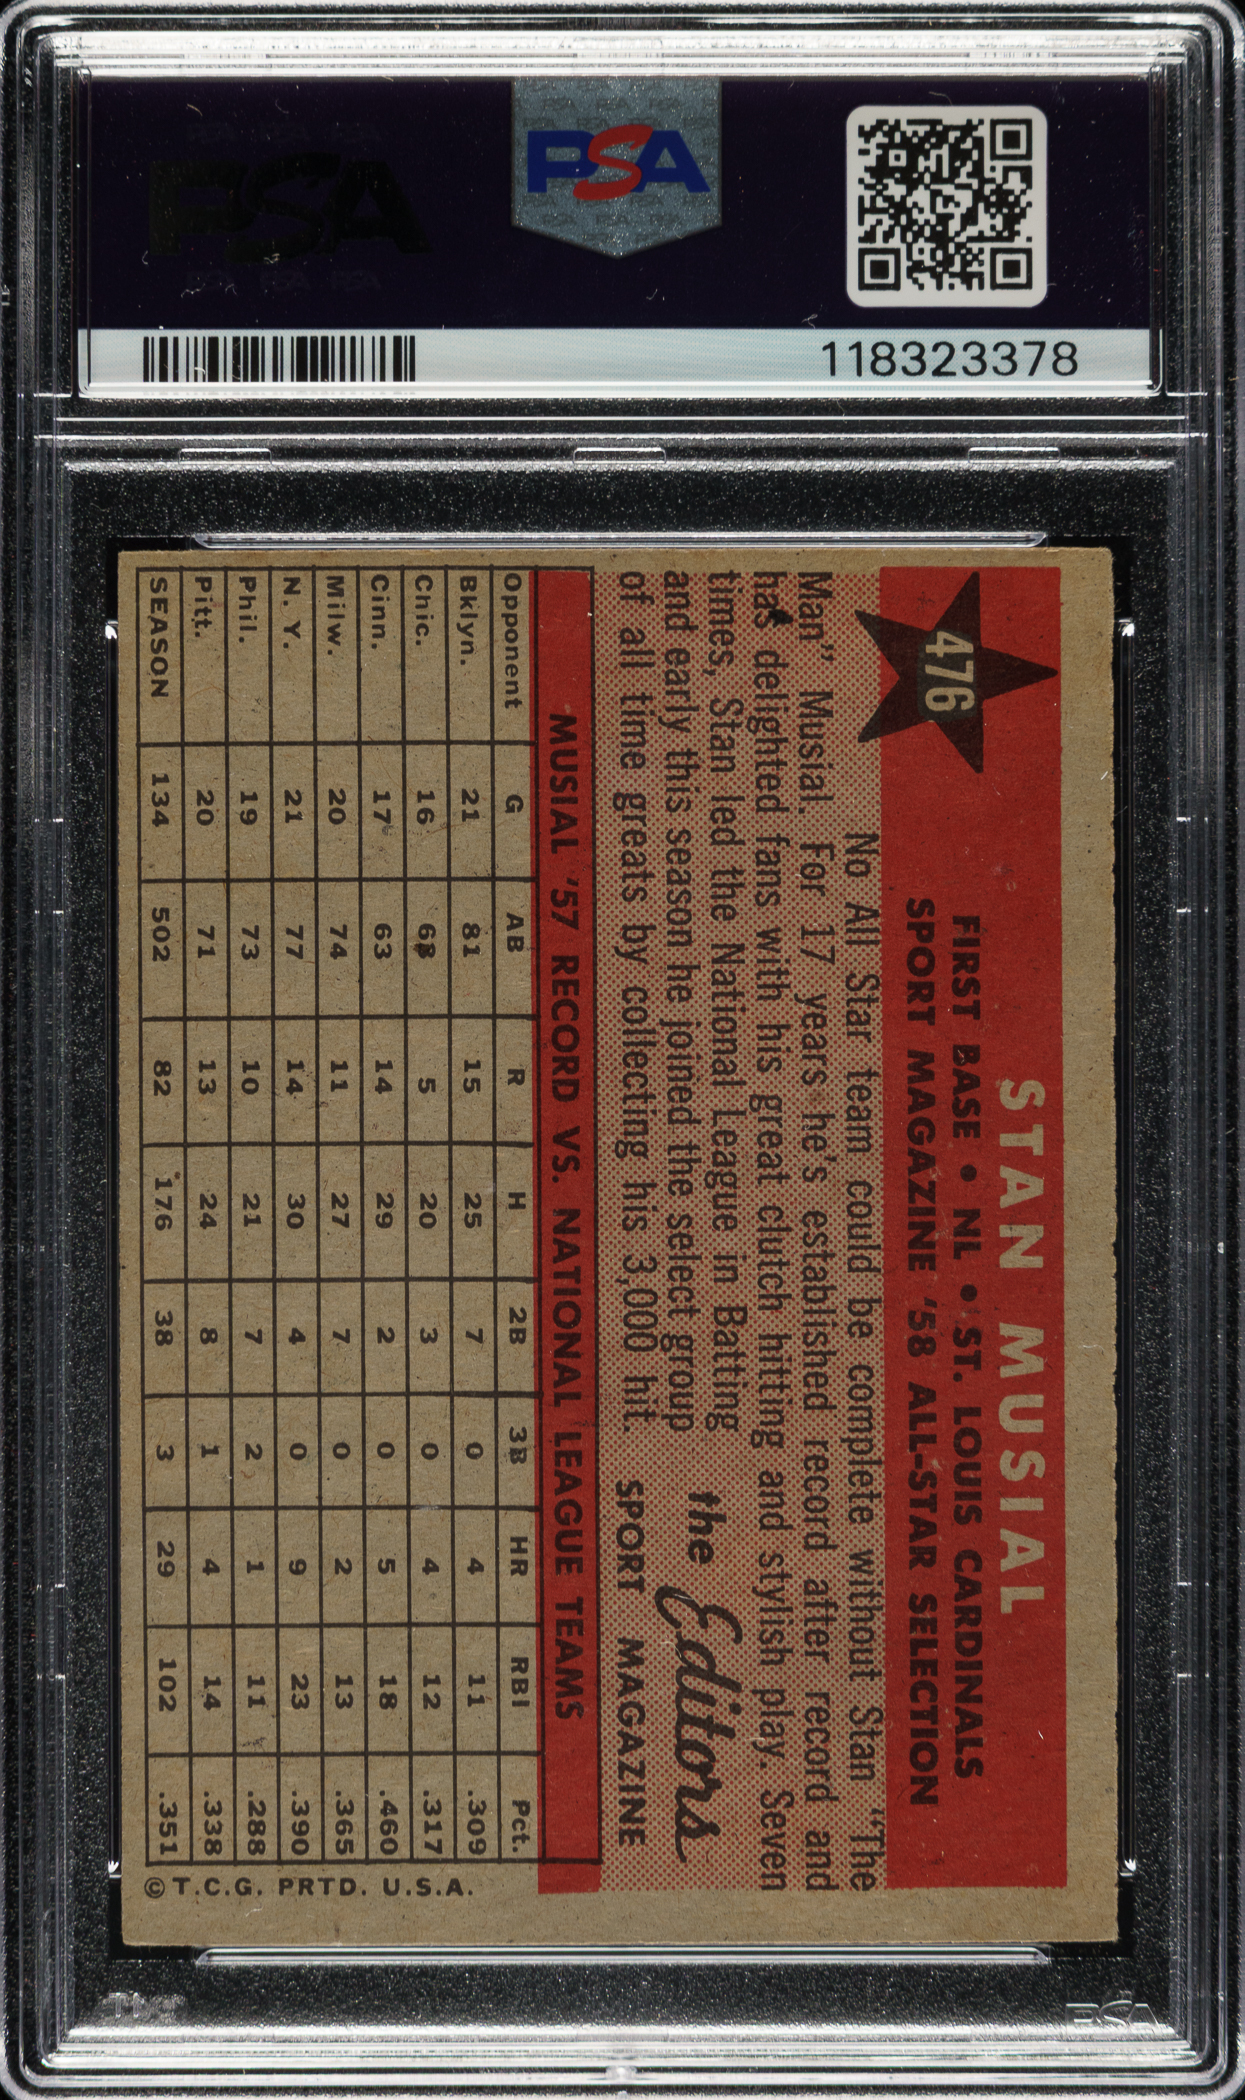 PSA
PSA
118323378
476
STAN MUSIAL
FIRST BASE • NL • ST. LOUIS CARDINALS
SPORT MAGAZINE '58 ALL-STAR SELECTION
No All Star team could be complete without Stan "The
Man" Musial. For 17 years he's established record after record and
has delighted fans with his great clutch hitting and stylish play. Seven
times, Stan led the National League in Batting
and early this season he joined the select group
of all time greats by collecting his 3,000 hit.
the Editors
SPORT MAGAZINE
MUSIAL '57 RECORD VS. NATIONAL LEAGUE TEAMS
Opponent G AB R H 2B 3B HR RBI Pct.
Bklyn. 21 81 15 25 7 0 4 11 .309
Chic. 16 63 5 20 3 0 4 12 .317
Cinn. 17 63 14 29 2 0 5 18 .460
Milw. 20 74 11 27 7 0 2 13 .365
N. Y. 21 77 14 30 4 0 9 23 .390
Phil. 19 73 10 21 7 2 1 11 .288
Pitt. 20 71 13 24 8 1 4 14 .338
SEASON 134 502 82 176 38 3 29 102 .351
© T.C.G. PRTD. U.S.A.
PSA